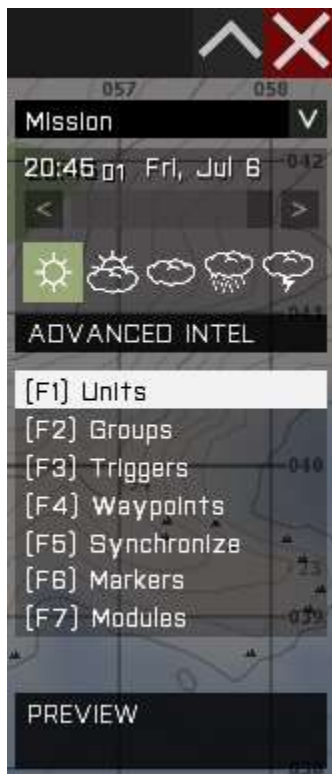 057 058
Mission V
20:45 01 Fri, Jul 6 042
< >
ADVANCED INTEL
(F1) Units
(F2) Groups
(F3) Triggers
040
(F4) Waypoints
(F5) Synchronize
(F6) Markers
(F7) Modules
039
PREVIEW